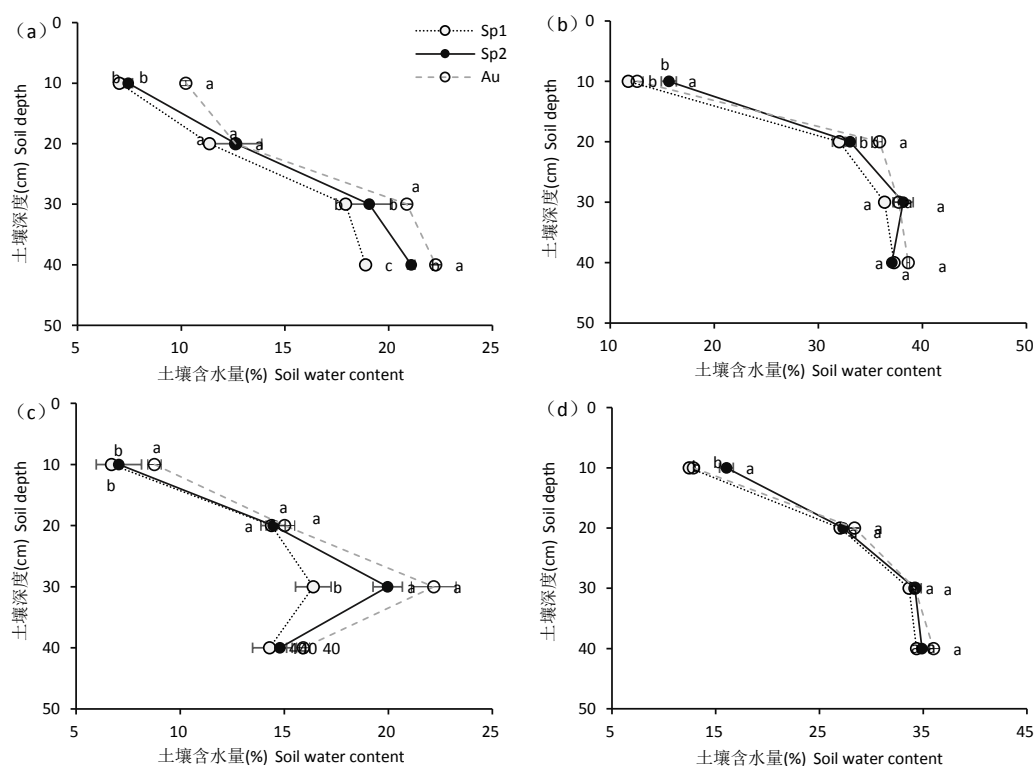 （a）
Sp1
Sp2
Au
0
10
20
30
40
50
土壤深度(cm) Soil depth
b b a
a a a
b b a
c b a
5 10 15 20 25
土壤含水量(%) Soil water content
（b）
0
10
20
30
40
50
土壤深度(cm) Soil depth
b
b a
b b a
a a a
a a a
10 20 30 40 50
土壤含水量(%) Soil water content
（c）
0
10
20
30
40
50
土壤深度(cm) Soil depth
b a
b
a a a
b a a
40 40 40
5 10 15 20 25
土壤含水量(%) Soil water content
（d）
0
10
20
30
40
50
土壤深度(cm) Soil depth
b b a
a a a
a a a
a a a
5 15 25 35 45
土壤含水量(%) Soil water content